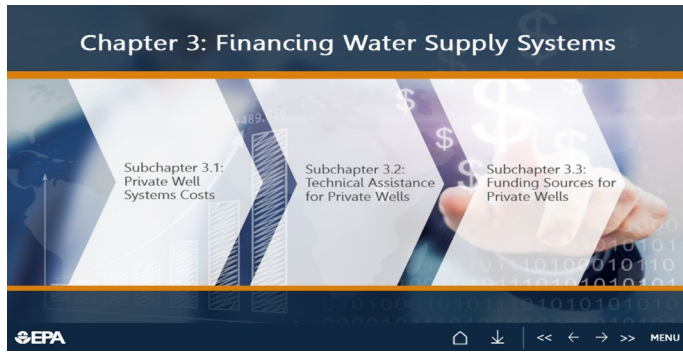 Chapter 3: Financing Water Supply Systems
489,
Subchapter 3.1:
Private Well
Systems Costs
Subchapter 3.2:
Technical Assistance
for Private Wells
Subchapter 3.3:
Funding Sources for
Private Wells
EPA
<< ← → >> MENU